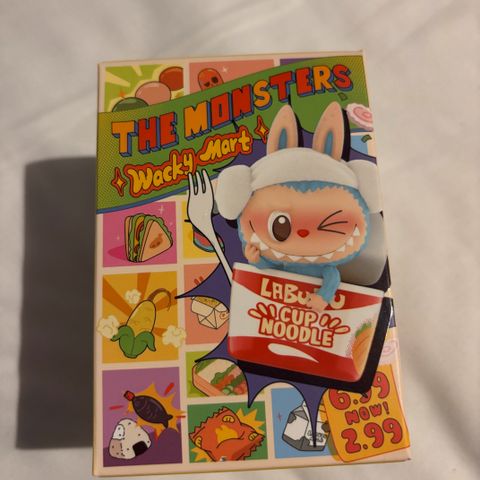 THE MONSTERS
Wacky Mart
LABUBU
CUP
NOODLE
6.99
NOW!
2.99